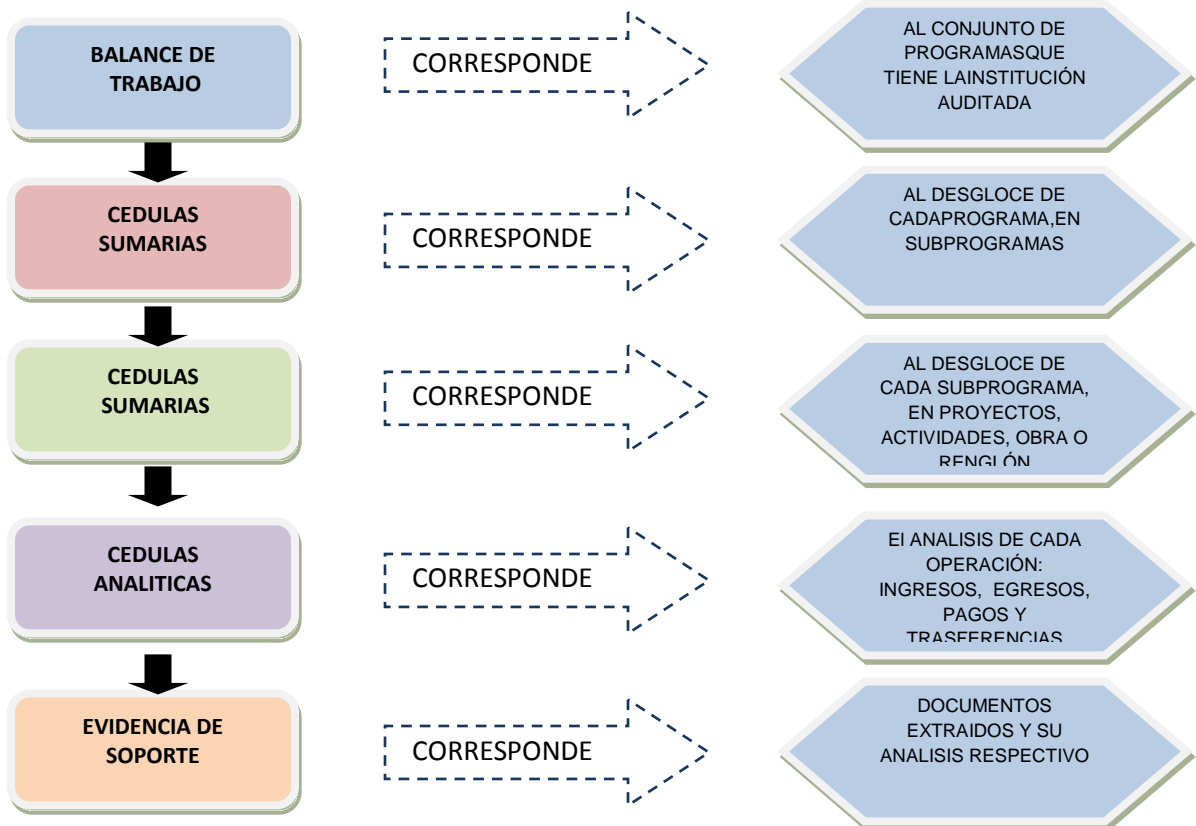 BALANCE DE
TRABAJO
CORRESPONDE
AL CONJUNTO DE
PROGRAMASQUE
TIENE LAINSTITUCIÓN
AUDITADA
CEDULAS
SUMARIAS
CORRESPONDE
AL DESGLOCE DE
CADAPROGRAMA,EN
SUBPROGRAMAS
CEDULAS
SUMARIAS
CORRESPONDE
AL DESGLOCE DE
CADA SUBPROGRAMA,
EN PROYECTOS,
ACTIVIDADES, OBRA O
RENGLÓN
CEDULAS
ANALITICAS
CORRESPONDE
El ANALISIS DE CADA
OPERACIÓN:
INGRESOS, EGRESOS,
PAGOS Y
TRASFERENCIAS
EVIDENCIA DE
SOPORTE
CORRESPONDE
DOCUMENTOS
EXTRAIDOS Y SU
ANALISIS RESPECTIVO